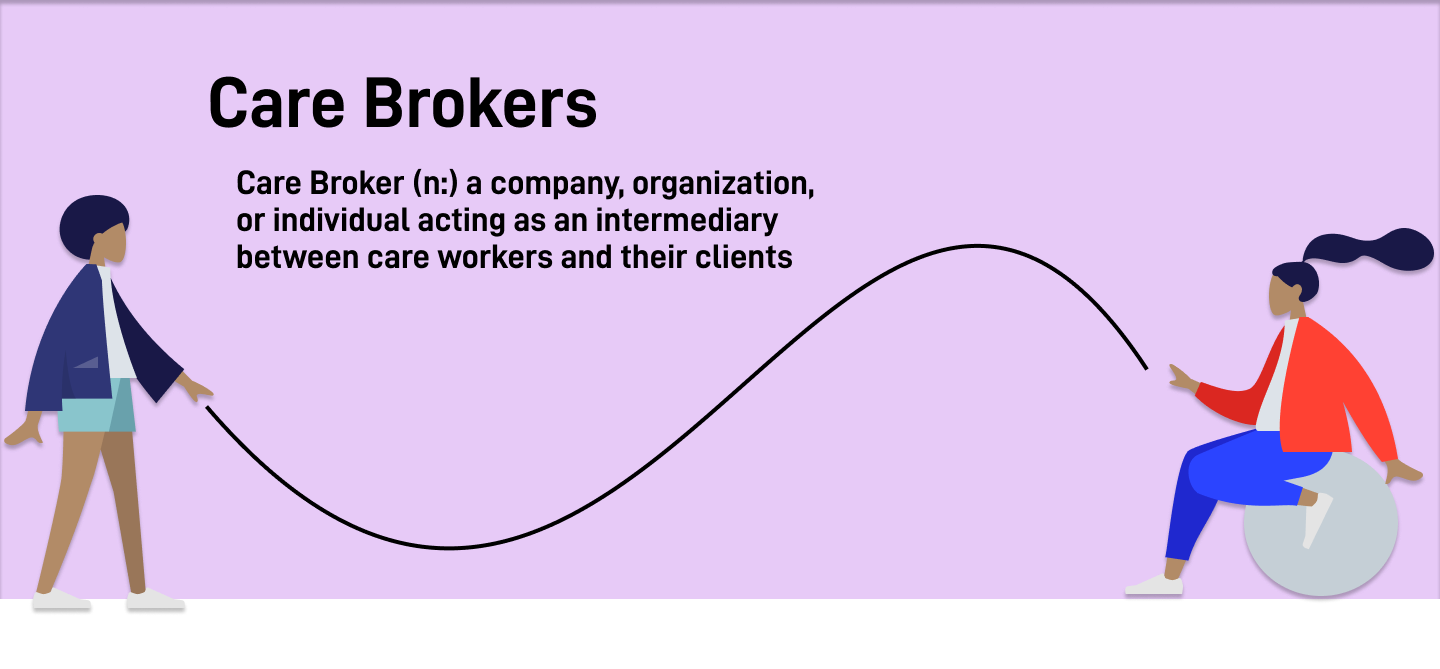 Care Brokers
Care Broker (n:) a company, organization,
or individual acting as an intermediary
between care workers and their clients